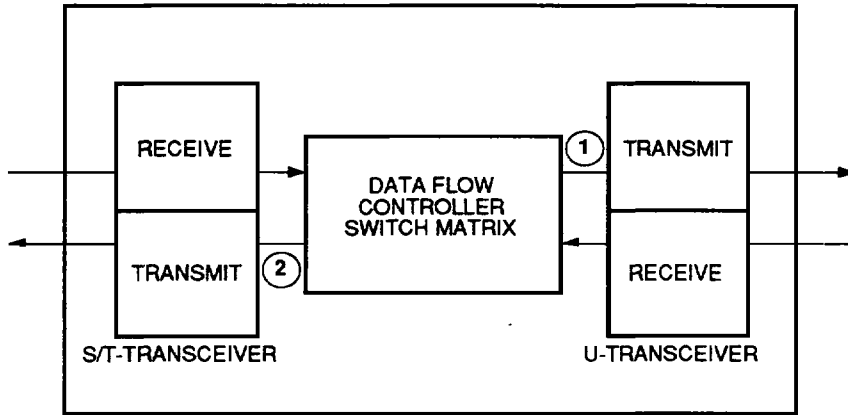 RECEIVE
1
TRANSMIT
DATA FLOW
CONTROLLER
SWITCH MATRIX
TRANSMIT
2
RECEIVE
S/T-TRANSCEIVER
U-TRANSCEIVER